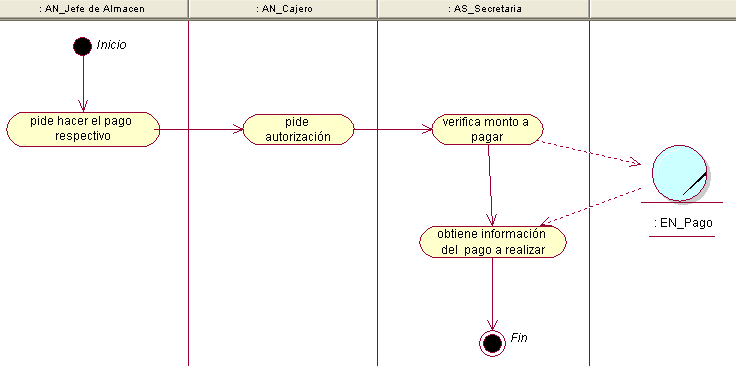 : AN_Jefe de Almacen
: AN_Cajero
: AS_Secretaria
Inicio
pide hacer el pago
respectivo
pide
autorización
verifica monto a
pagar
: EN_Pago
obtiene información
del pago a realizar
Fin